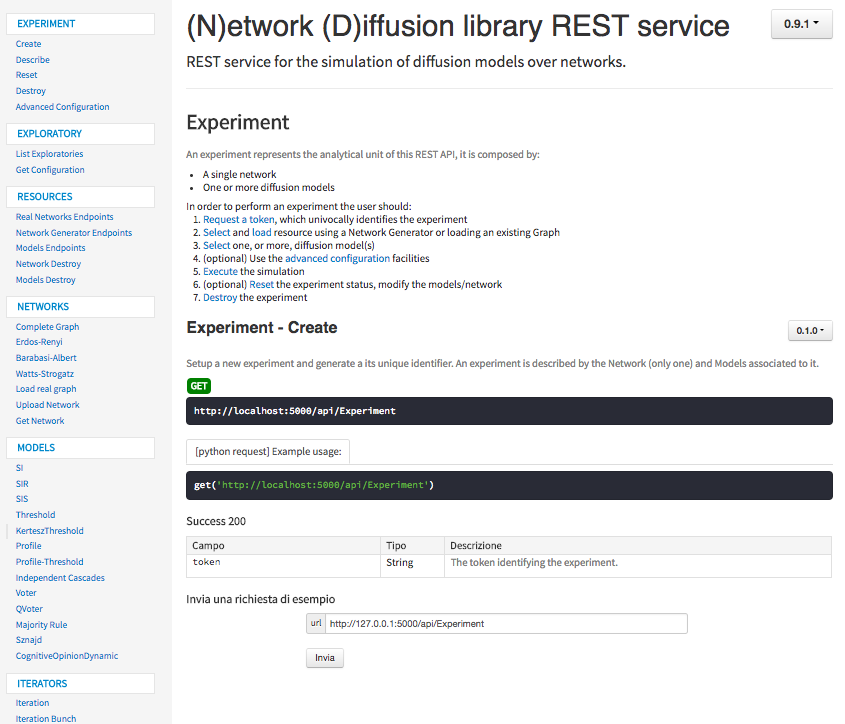 EXPERIMENT
Create
Describe
Reset
Destroy
Advanced Configuration
EXPLORATORY
List Exploratories
Get Configuration
RESOURCES
Real Networks Endpoints
Network Generator Endpoints
Models Endpoints
Network Destroy
Models Destroy
NETWORKS
Complete Graph
Erdos-Renyi
Barabasi-Albert
Watts-Strogatz
Load real graph
Upload Network
Get Network
MODELS
SI
SIR
SIS
Threshold
KerteszThreshold
Profile
Profile-Threshold
Independent Cascades
Voter
QVoter
Majority Rule
Sznajd
CognitiveOpinionDynamic
ITERATORS
Iteration
Iteration Bunch
(N)etwork (D)iffusion library REST service
0.9.1
REST service for the simulation of diffusion models over networks.
Experiment
An experiment represents the analytical unit of this REST API, it is composed by:
• A single network
• One or more diffusion models
In order to perform an experiment the user should:
1. Request a token, which univocally identifies the experiment
2. Select and load resource using a Network Generator or loading an existing Graph
3. Select one, or more, diffusion model(s)
4. (optional) Use the advanced configuration facilities
5. Execute the simulation
6. (optional) Reset the experiment status, modify the models/network
7. Destroy the experiment
Experiment - Create
0.1.0
Setup a new experiment and generate a its unique identifier. An experiment is described by the Network (only one) and Models associated to it.
GET
http://localhost:5000/api/Experiment
[python request] Example usage:
get('http://localhost:5000/api/Experiment')
Success 200
Campo Tipo Descrizione
token String The token identifying the experiment.
Invia una richiesta di esempio
url http://127.0.0.1:5000/api/Experiment
Invia